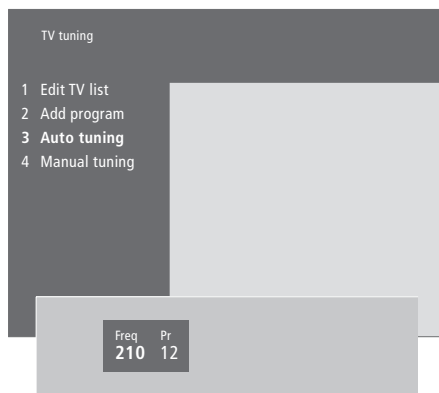 TV tuning
1 Edit TV list
2 Add program
3 Auto tuning
4 Manual tuning
Freq Pr
210 12